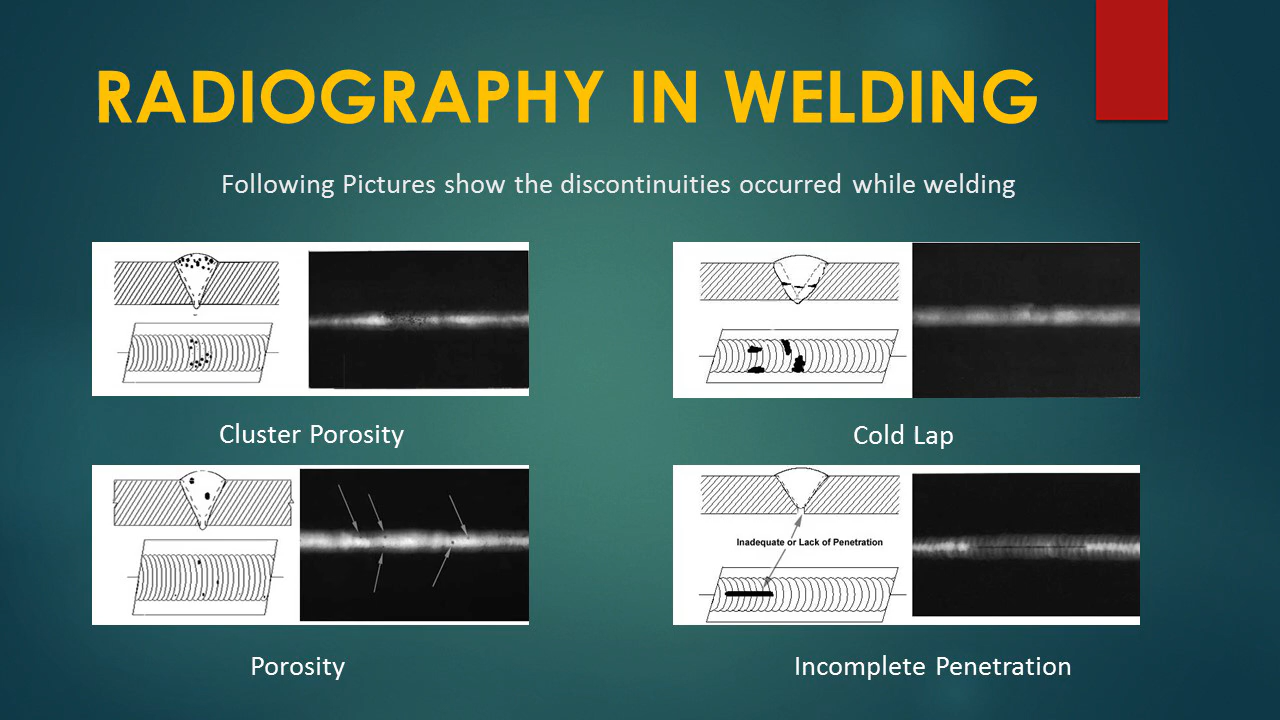 RADIOGRAPHY IN WELDING
Following Pictures show the discontinuities occurred while welding
Cluster Porosity
Cold Lap
Inadequate or Lack of Penetration
Porosity
Incomplete Penetration